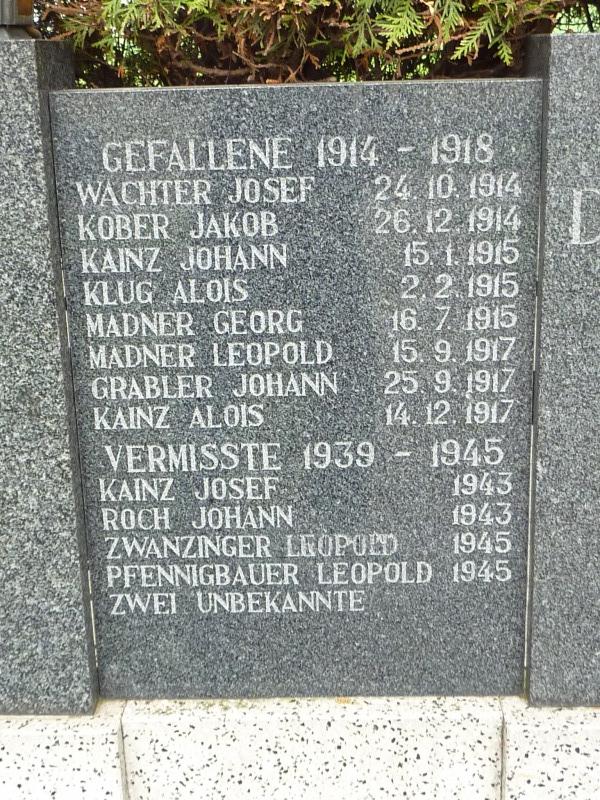 GEFALLENE 1914 - 1918
WACHTER JOSEF 24. 10. 1914
KOBER JAKOB 26. 12. 1914
KAINZ JOHANN 15. 1. 1915
KLUG ALOIS 2. 2. 1915
MADNER GEORG 16. 7. 1915
MADNER LEOPOLD 15. 9. 1917
GRABLER JOHANN 25. 9. 1917
KAINZ ALOIS 14. 12. 1917
VERMISSTE 1939 - 1945
KAINZ JOSEF 1943
ROCH JOHANN 1943
ZWANZINGER LEOPOLD 1945
PFENNIGBAUER LEOPOLD 1945
ZWEI UNBEKANNTE